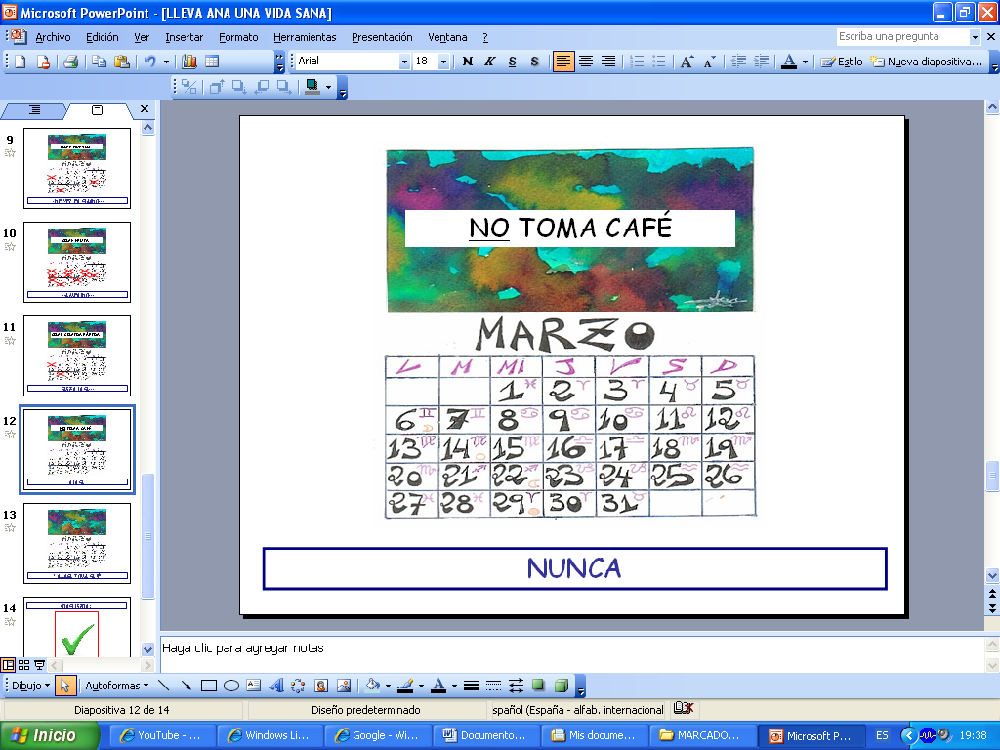 Microsoft PowerPoint - [LLEVA ANA UNA VIDA SANA]
Archivo Edición Ver Insertar Formato Herramientas Presentación Ventana ?
Escriba una pregunta
Arial 18 N K S S Estilo Nueva diapositiva...
9
10
11
12
13
14
NO TOMA CAFÉ
NO TOMA CAFÉ
MARZO
L M MI J V S D
1 2 3 4 5
6 7 8 9 10 11 12
13 14 15 16 17 18 19
20 21 22 23 24 25 26
27 28 29 30 31
NUNCA
Haga clic para agregar notas
Dibujo Autoformas
Diapositiva 12 de 14 Diseño predeterminado spañol (España - alfab. internacional
Inicio YouTube - ... Windows Li... Google - Wi... Documento... Mis docume... MARCADO... Microsoft P... ES 19:38